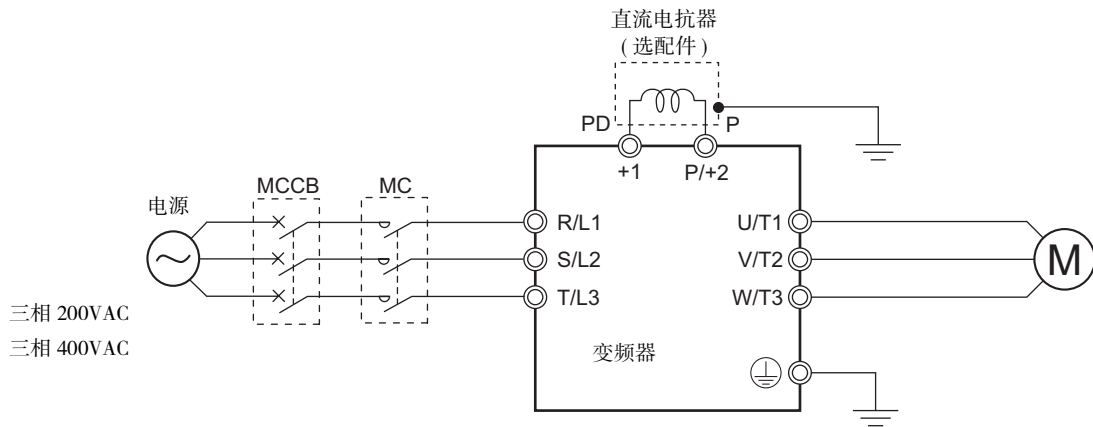 直流电抗器
(选配件)
PD
P
+1
P/+2
MCCB
MC
电源
R/L1
U/T1
S/L2
V/T2
M
T/L3
W/T3
三相 200VAC
三相 400VAC
变频器